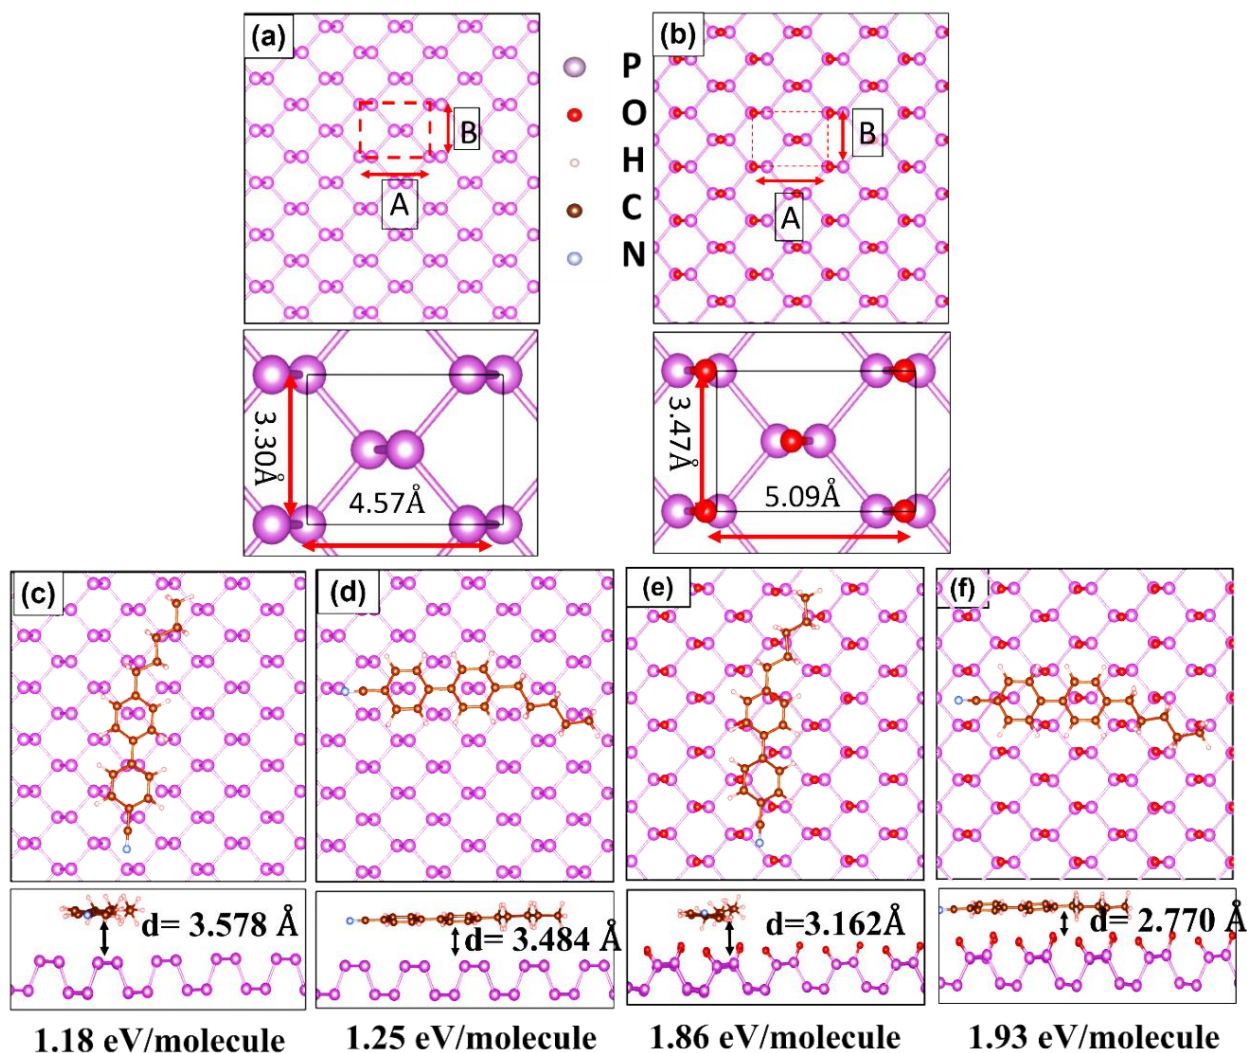 (a)
B
A
P
O
H
C
N
(b)
B
A
3.30Å
4.57Å
3.47Å
5.09Å
(c)
(d)
(e)
(f)
d= 3.578 Å
d= 3.484 Å
d=3.162Å
d= 2.770 Å
1.18 eV/molecule
1.25 eV/molecule
1.86 eV/molecule
1.93 eV/molecule